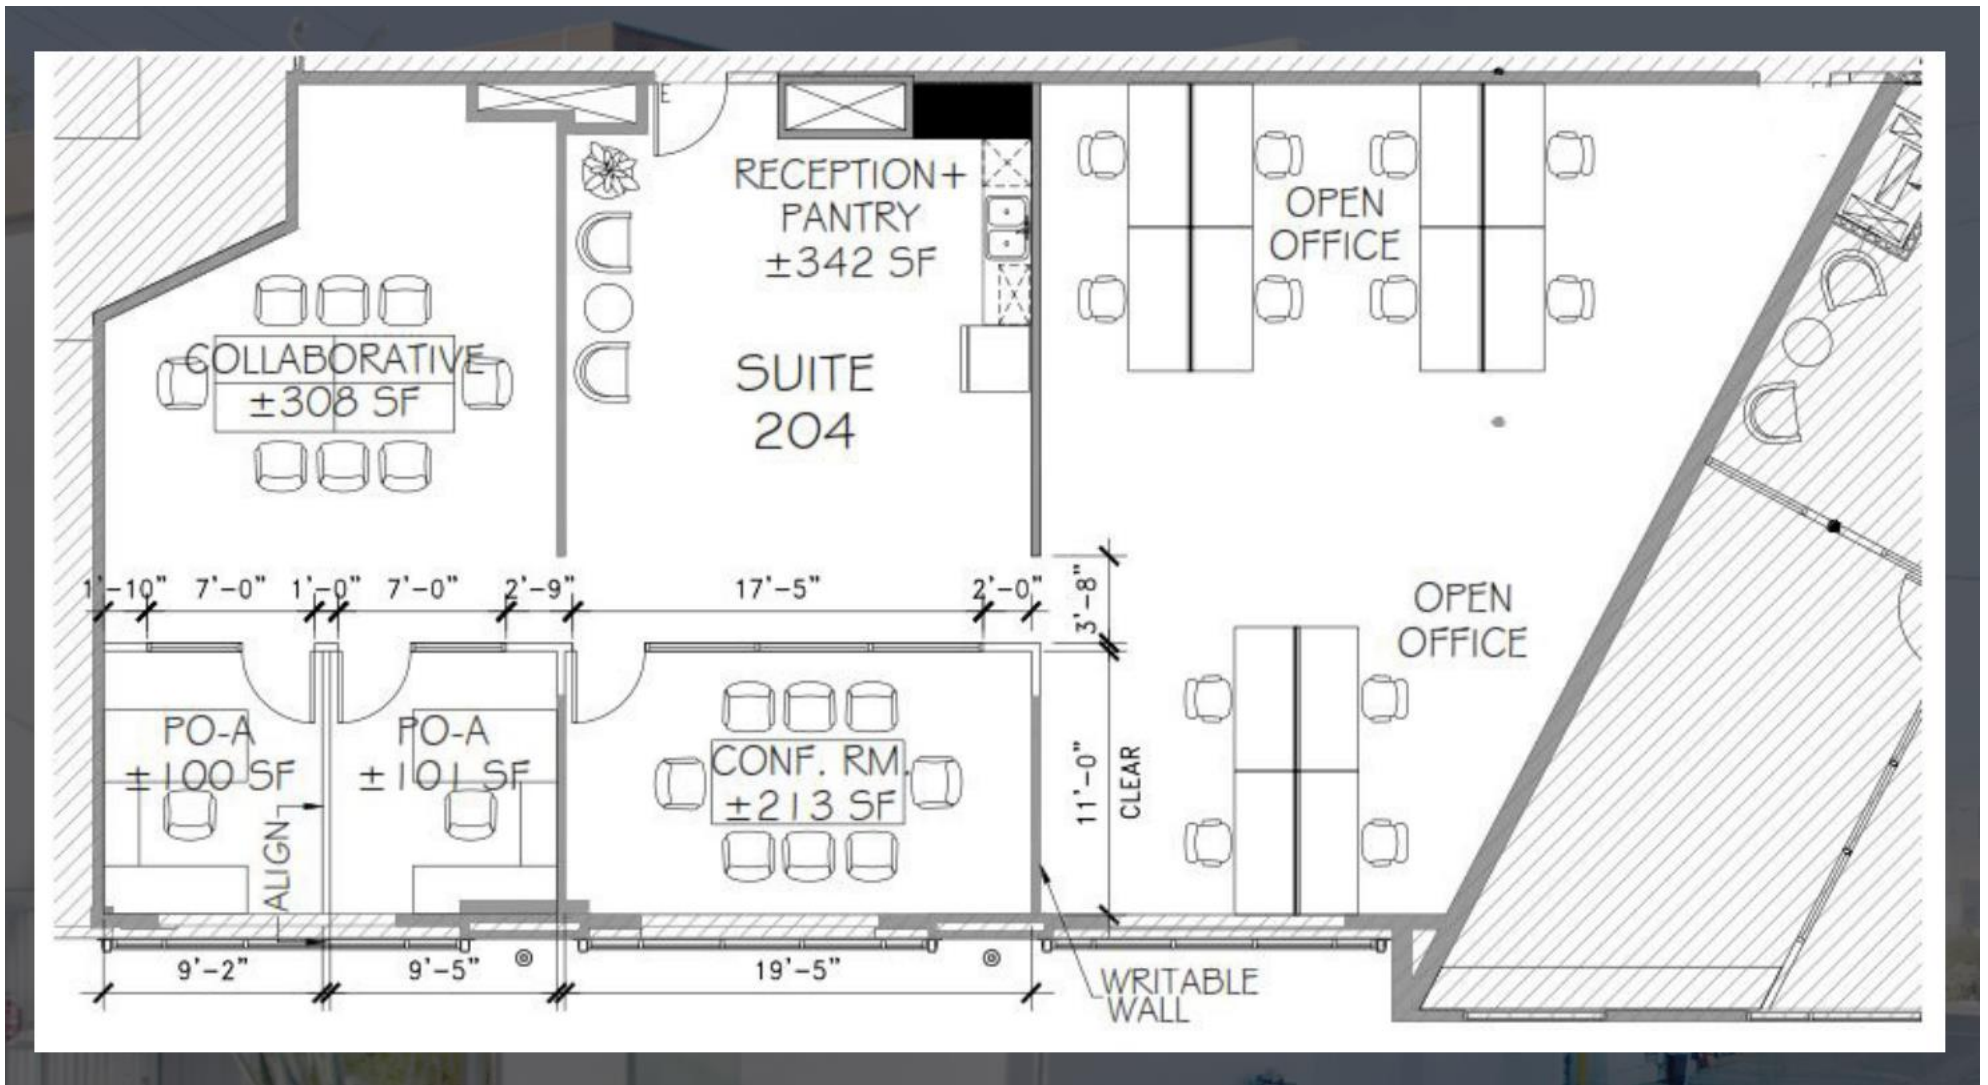 E
RECEPTION+
PANTRY
±342 SF
OPEN
OFFICE
COLLABORATIVE
±308 SF
SUITE
204
1'-10"
7'-0"
1'-0"
7'-0"
2'-9"
17'-5"
2'-0"
3'-8"
OPEN
OFFICE
PO-A
±100 SF
PO-A
±101 SF
CONF. RM.
±213 SF
11'-0"
CLEAR
ALIGN
9'-2"
9'-5"
19'-5"
WRITABLE
WALL